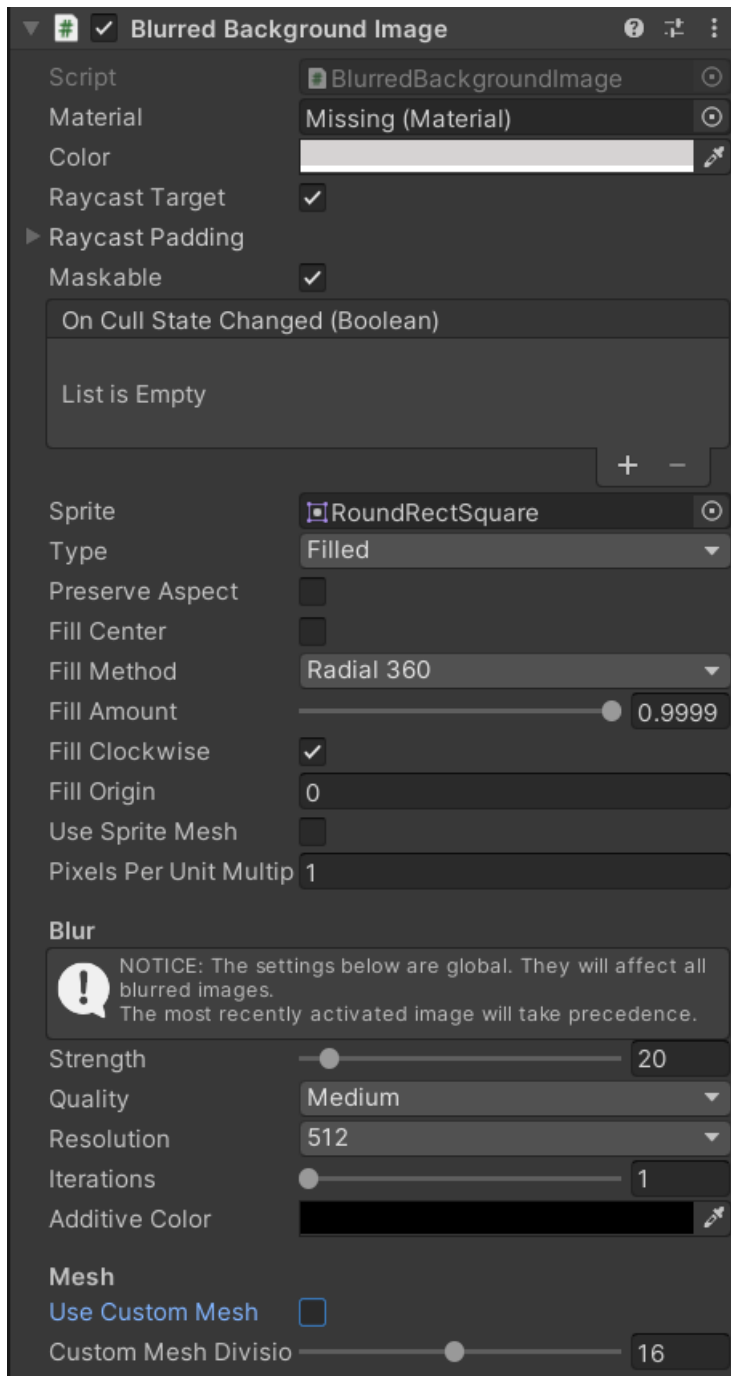 Blurred Background Image
Script BlurredBackgroundImage
Material Missing (Material)
Color
Raycast Target
Raycast Padding
Maskable
On Cull State Changed (Boolean)
List is Empty
+ −
Sprite RoundRectSquare
Type Filled
Preserve Aspect
Fill Center
Fill Method Radial 360
Fill Amount 0.9999
Fill Clockwise
Fill Origin 0
Use Sprite Mesh
Pixels Per Unit Multip 1
Blur
NOTICE: The settings below are global. They will affect all
blurred images.
The most recently activated image will take precedence.
Strength 20
Quality Medium
Resolution 512
Iterations 1
Additive Color
Mesh
Use Custom Mesh
Custom Mesh Divisio 16